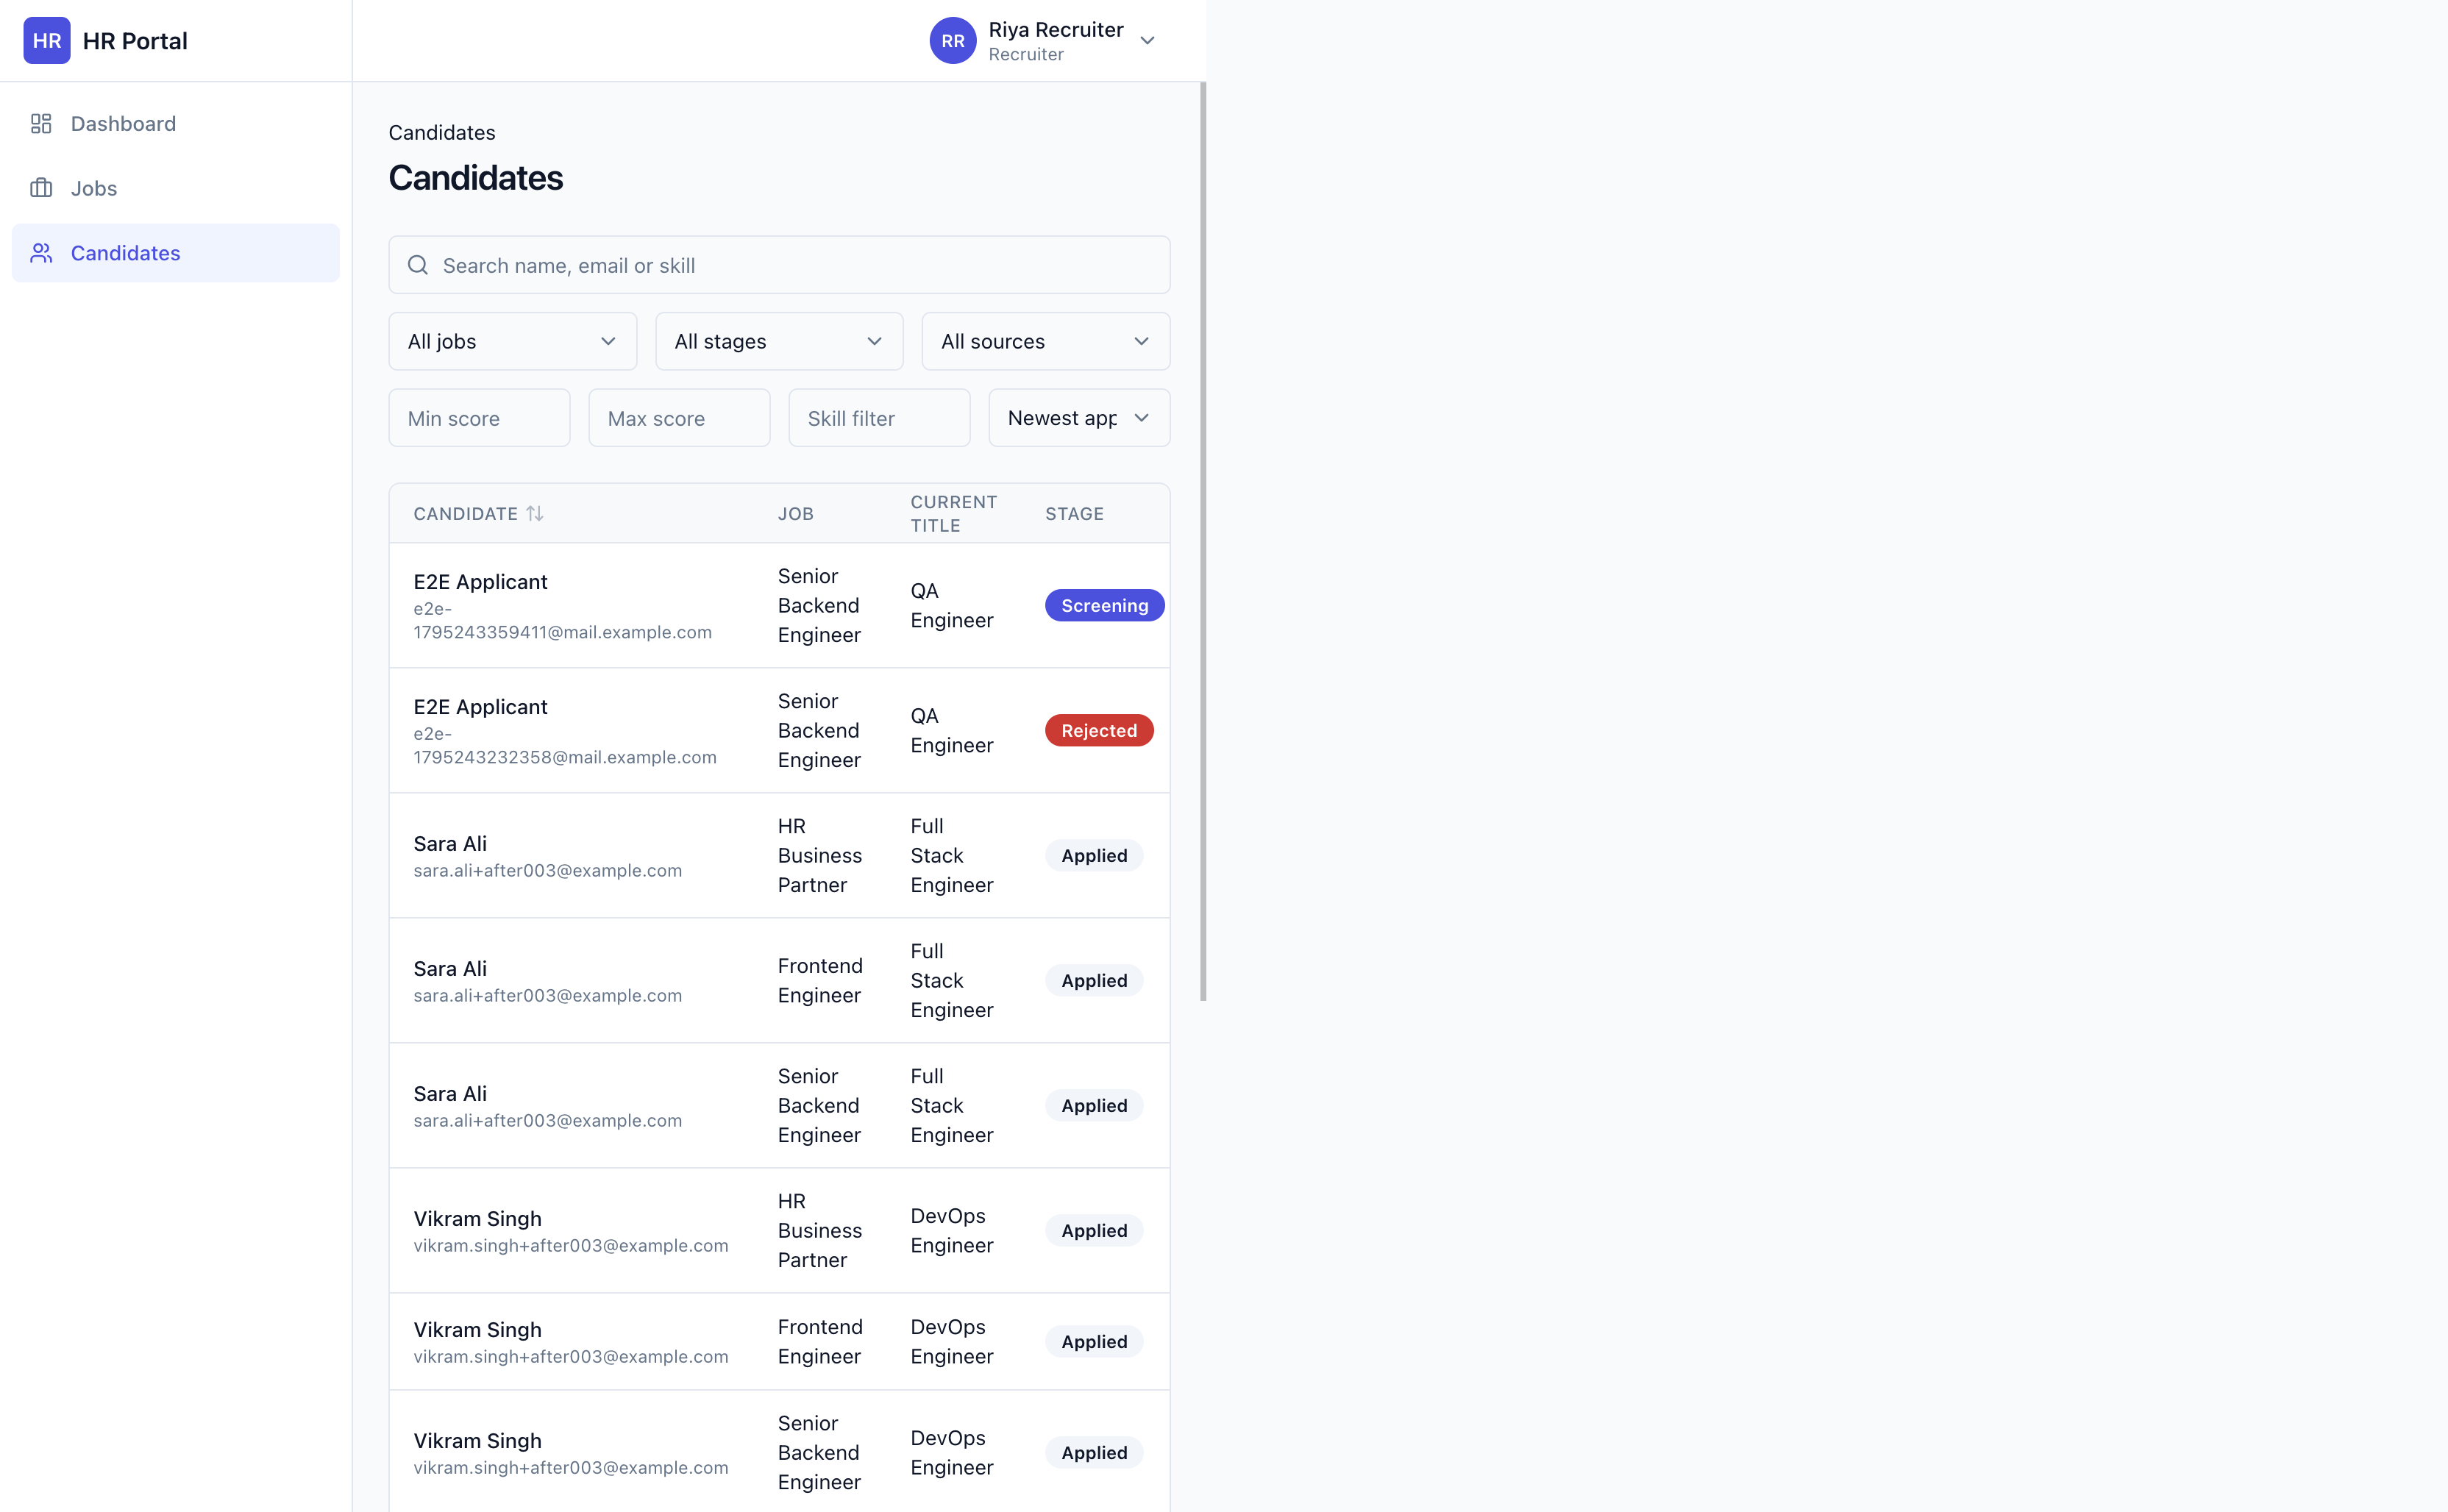 HR
HR Portal
RR
Riya Recruiter
Recruiter
Dashboard
Jobs
Candidates
Candidates
Candidates
Search name, email or skill
All jobs
All stages
All sources
Min score
Max score
Skill filter
Newest app
CANDIDATE
JOB
CURRENT
TITLE
STAGE
E2E Applicant
e2e-
1795243359411@mail.example.com
Senior
Backend
Engineer
QA
Engineer
Screening
E2E Applicant
e2e-
1795243232358@mail.example.com
Senior
Backend
Engineer
QA
Engineer
Rejected
Sara Ali
sara.ali+after003@example.com
HR
Business
Partner
Full
Stack
Engineer
Applied
Sara Ali
sara.ali+after003@example.com
Frontend
Engineer
Full
Stack
Engineer
Applied
Sara Ali
sara.ali+after003@example.com
Senior
Backend
Engineer
Full
Stack
Engineer
Applied
Vikram Singh
vikram.singh+after003@example.com
HR
Business
Partner
DevOps
Engineer
Applied
Vikram Singh
vikram.singh+after003@example.com
Frontend
Engineer
DevOps
Engineer
Applied
Vikram Singh
vikram.singh+after003@example.com
Senior
Backend
Engineer
DevOps
Engineer
Applied